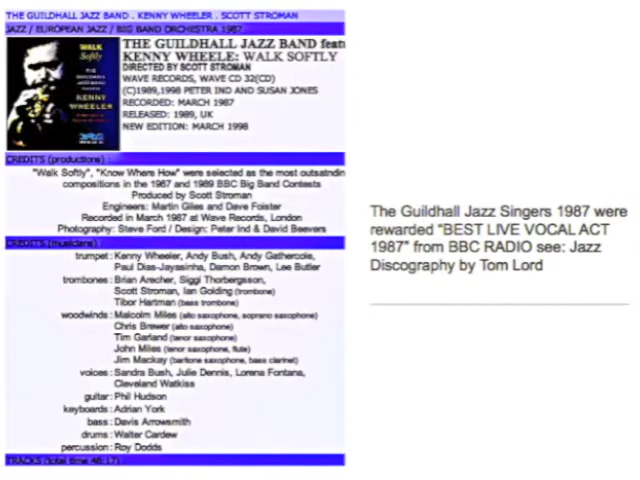 THE GUILDHALL JAZZ BAND . KENNY WHEELER . SCOTT STROMAN
JAZZ / EUROPEAN JAZZ / BIG BAND ORCHESTRA 1987
WALK
Softly
KENNY
WHEELER
THE GUILDHALL JAZZ BAND featu
KENNY WHEELE: WALK SOFTLY
DIRECTED BY SCOTT STROMAN
WAVE RECORDS, WAVE CD 32(CD)
(C)1989,1998 PETER IND AND SUSAN JONES
RECORDED: MARCH 1987
RELEASED: 1989, UK
NEW EDITION: MARCH 1998
CREDITS (productions) :
"Walk Softly", "Know Where How" were selected as the most outsatndin
compositions in the 1987 and 1989 BBC Big Band Contests
Produced by Scott Stroman
Engineers: Martin Giles and Dave Foister
Recorded in March 1987 at Wave Records, London
Photography: Steve Ford / Design: Peter Ind & David Beevers
CREDITS (musicians) :
trumpet : Kenny Wheeler, Andy Bush, Andy Gathercole,
Paul Dias-Jayasinha, Damon Brown, Lee Butler
trombones : Brian Arecher, Siggi Thorbergsson,
Scott Stroman, Ian Golding (trombone)
Tibor Hartman (bass trombone)
woodwinds : Malcolm Miles (alto saxophone, soprano saxophone)
Chris Brewer (alto saxophone)
Tim Garland (tenor saxophone)
John Miles (tenor saxophone, flute)
Jim Mackay (baritone saxophone, bass clarinet)
voices : Sandra Bush, Julie Dennis, Lorena Fontana,
Cleveland Watkiss
guitar : Phil Hudson
keyboards : Adrian York
bass : Davis Arrowsmith
drums : Walter Cardew
percussion : Roy Dodds
TRACKS (total time 48:17)
The Guildhall Jazz Singers 1987 were
rewarded "BEST LIVE VOCAL ACT
1987" from BBC RADIO see: Jazz
Discography by Tom Lord